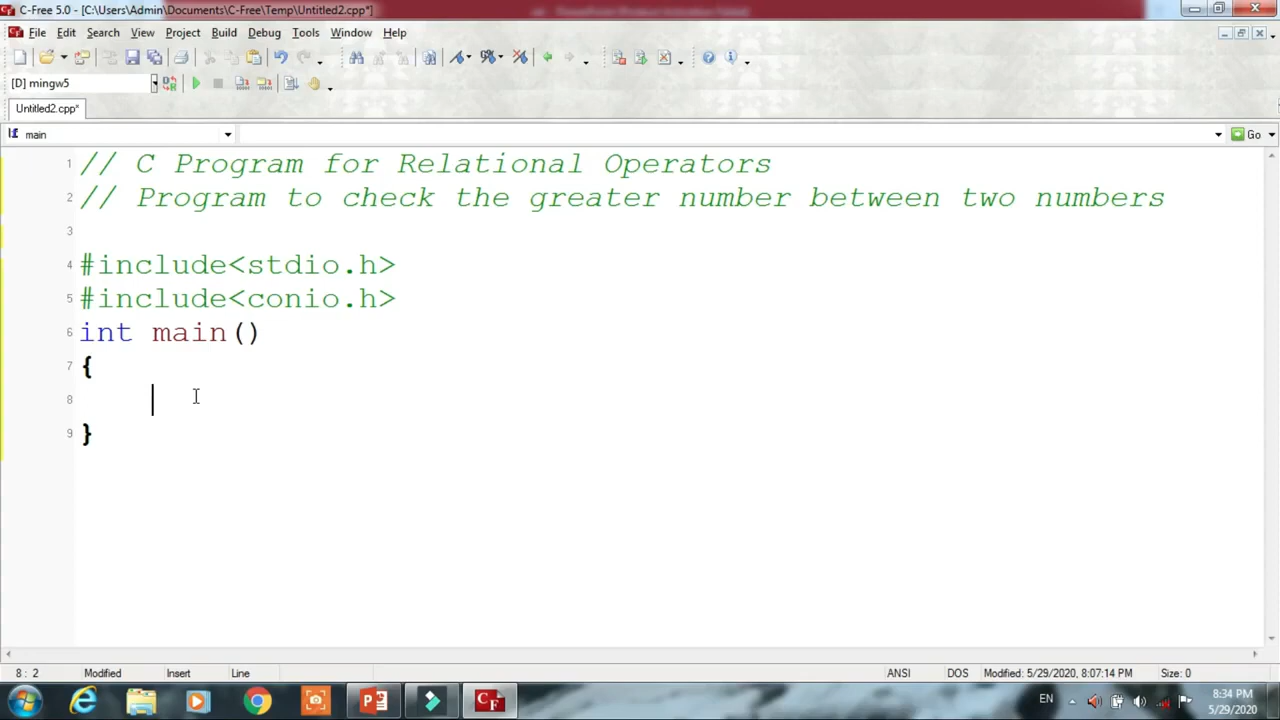 C-Free 5.0 - [C:\Users\Admin\Documents\C-Free\Temp\Untitled2.cpp*]
File Edit Search View Project Build Debug Tools Window Help
[D] mingw5
Untitled2.cpp*
main
Go
1 // C Program for Relational Operators
2 // Program to check the greater number between two numbers
3
4 #include<stdio.h>
5 #include<conio.h>
6 int main()
7 {
8
9 }
8 : 2 Modified Insert Line ANSI DOS Modified: 5/29/2020, 8:07:14 PM Size: 0
EN 8:34 PM
5/29/2020